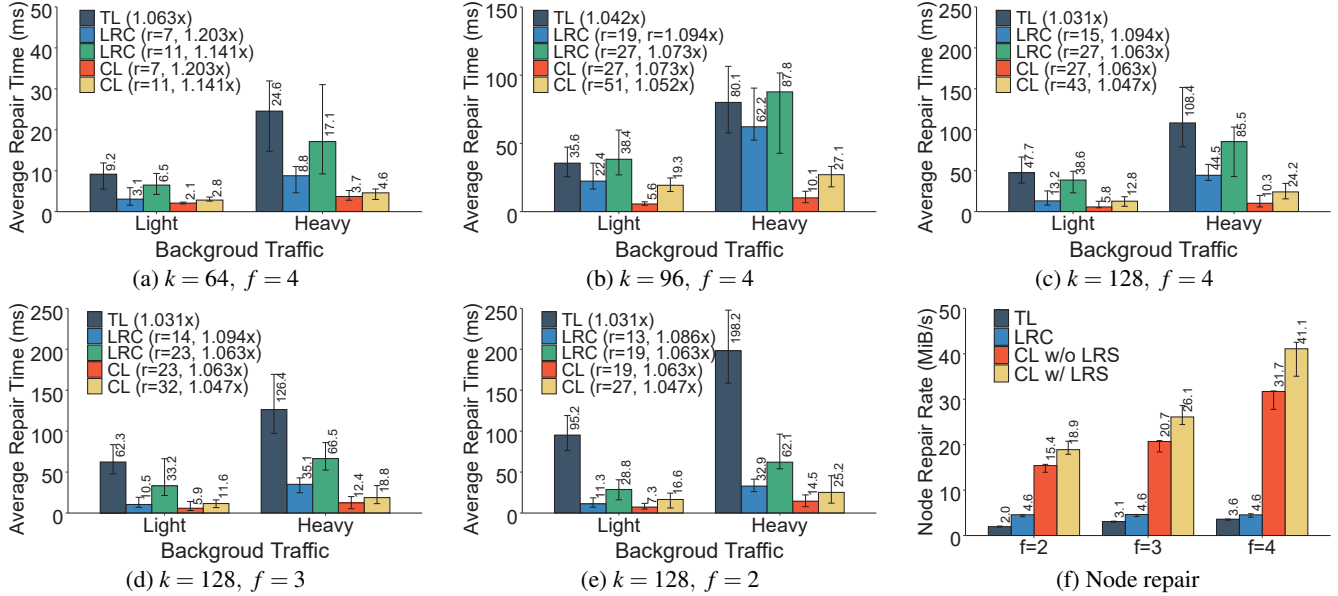 Average Repair Time (ms)
50
40
30
20
10
0
TL (1.063x)
LRC (r=7, 1.203x)
LRC (r=11, 1.141x)
CL (r=7, 1.203x)
CL (r=11, 1.141x)
9.2
3.1
6.5
2.1
2.8
24.6
8.8
17.1
3.7
4.6
Light
Heavy
Backgroud Traffic
(a) k = 64, f = 4
Average Repair Time (ms)
150
100
50
0
TL (1.042x)
LRC (r=19, r=1.094x)
LRC (r=27, 1.073x)
CL (r=27, 1.073x)
CL (r=51, 1.052x)
35.6
22.4
38.4
5.6
19.3
80.1
62.2
87.8
10.1
27.1
Light
Heavy
Backgroud Traffic
(b) k = 96, f = 4
Average Repair Time (ms)
250
200
150
100
50
0
TL (1.031x)
LRC (r=15, 1.094x)
LRC (r=27, 1.063x)
CL (r=27, 1.063x)
CL (r=43, 1.047x)
47.7
13.2
38.6
5.8
12.8
108.4
44.5
85.5
10.3
24.2
Light
Heavy
Backgroud Traffic
(c) k = 128, f = 4
Average Repair Time (ms)
250
200
150
100
50
0
TL (1.031x)
LRC (r=14, 1.094x)
LRC (r=23, 1.063x)
CL (r=23, 1.063x)
CL (r=32, 1.047x)
62.3
10.5
33.2
5.9
11.6
126.4
35.1
66.5
12.4
18.8
Light
Heavy
Backgroud Traffic
(d) k = 128, f = 3
Average Repair Time (ms)
250
200
150
100
50
0
TL (1.031x)
LRC (r=13, 1.086x)
LRC (r=19, 1.063x)
CL (r=19, 1.063x)
CL (r=27, 1.047x)
95.2
11.3
28.8
7.3
16.6
198.2
32.9
62.1
14.5
25.2
Light
Heavy
Backgroud Traffic
(e) k = 128, f = 2
Node Repair Rate (MiB/s)
50
40
30
20
10
0
TL
LRC
CL w/o LRS
CL w/ LRS
2.0
4.6
15.4
18.9
3.1
4.6
20.7
26.1
3.6
4.6
31.7
41.1
f=2
f=3
f=4
(f) Node repair